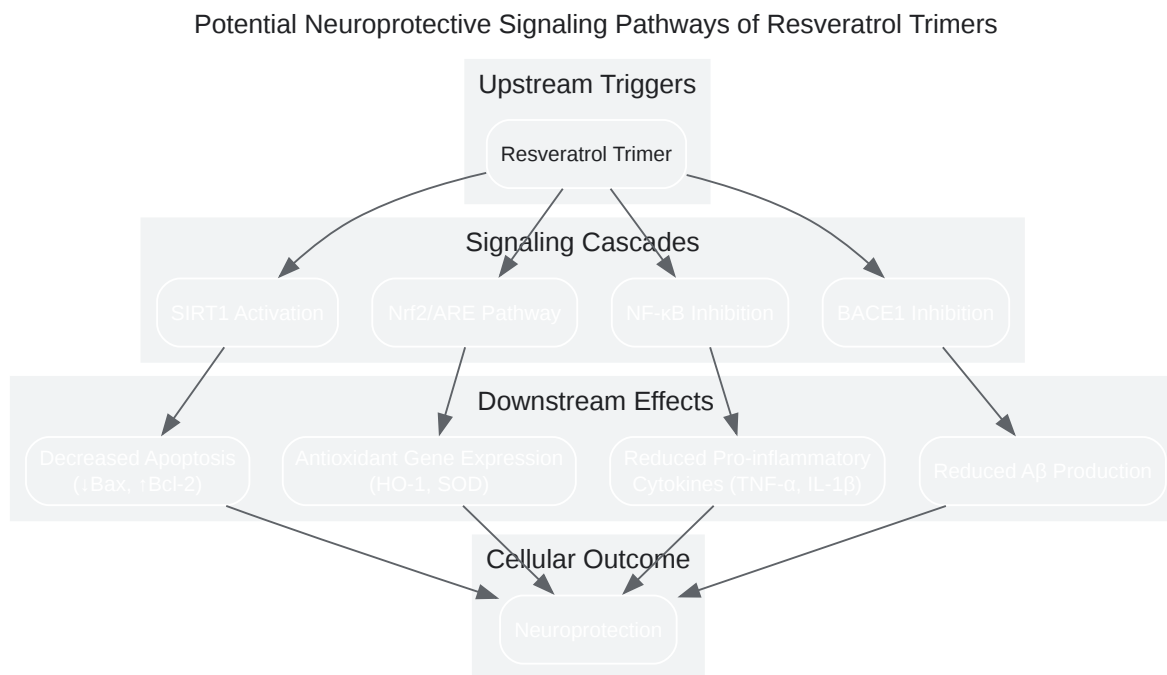 Potential Neuroprotective Signaling Pathways of Resveratrol Trimers
Upstream Triggers
Resveratrol Trimer
Signaling Cascades
SIRT1 Activation
Nrf2/ARE Pathway
NF-κB Inhibition
BACE1 Inhibition
Downstream Effects
Decreased Apoptosis
(↓Bax, ↑Bcl-2)
Antioxidant Gene Expression
(HO-1, SOD)
Reduced Pro-inflammatory
Cytokines (TNF-α, IL-1β)
Reduced Aβ Production
Cellular Outcome
Neuroprotection